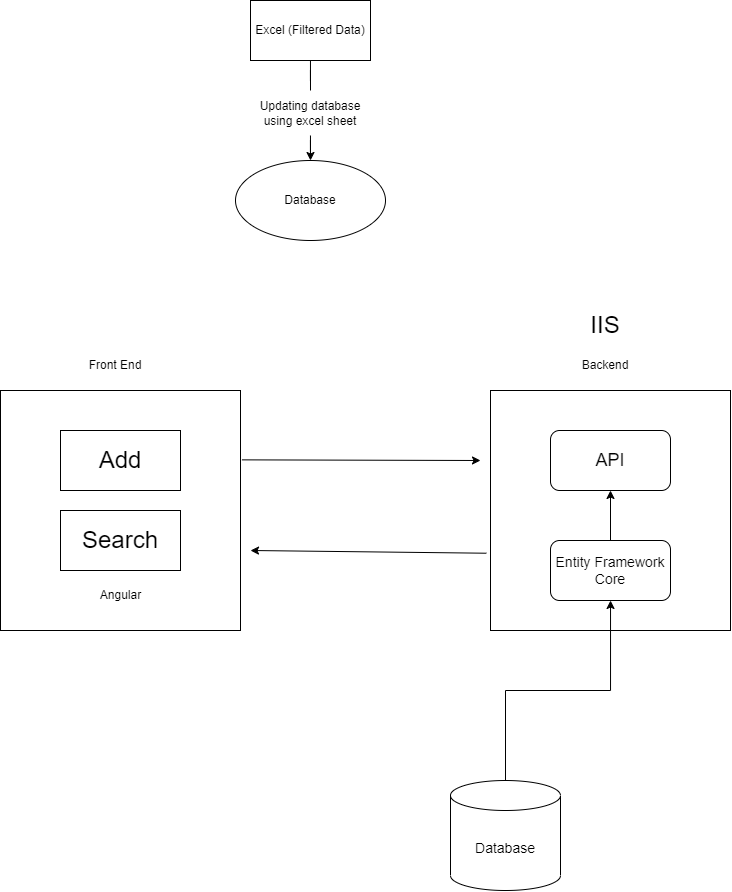 Excel (Filtered Data)
Updating database
using excel sheet
Database
IIS
Front End
Backend
Add
API
Search
Entity Framework
Core
Angular
Database